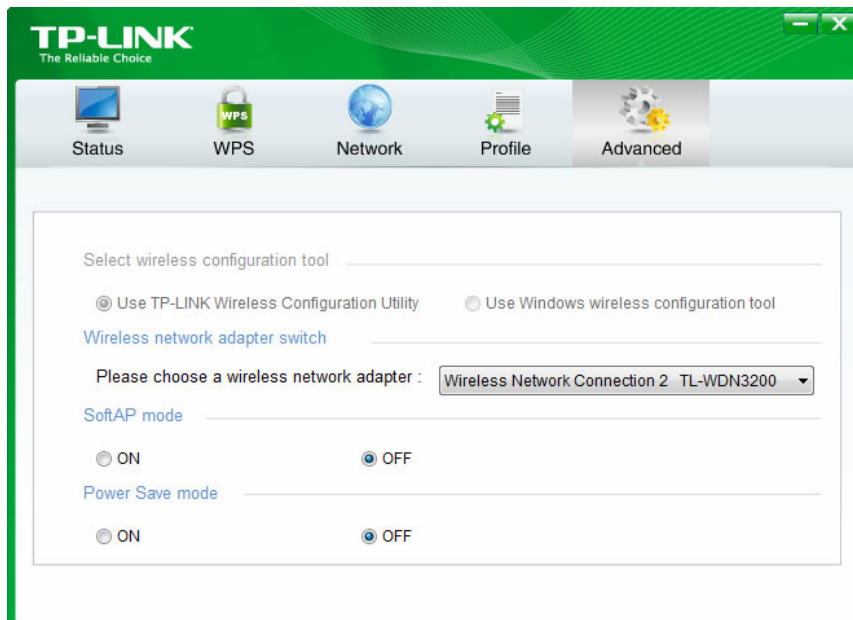 TP-LINK
The Reliable Choice
WPS
Status WPS Network Profile Advanced
Select wireless configuration tool
Use TP-LINK Wireless Configuration Utility Use Windows wireless configuration tool
Wireless network adapter switch
Please choose a wireless network adapter : Wireless Network Connection 2 TL-WDN3200
SoftAP mode
ON OFF
Power Save mode
ON OFF